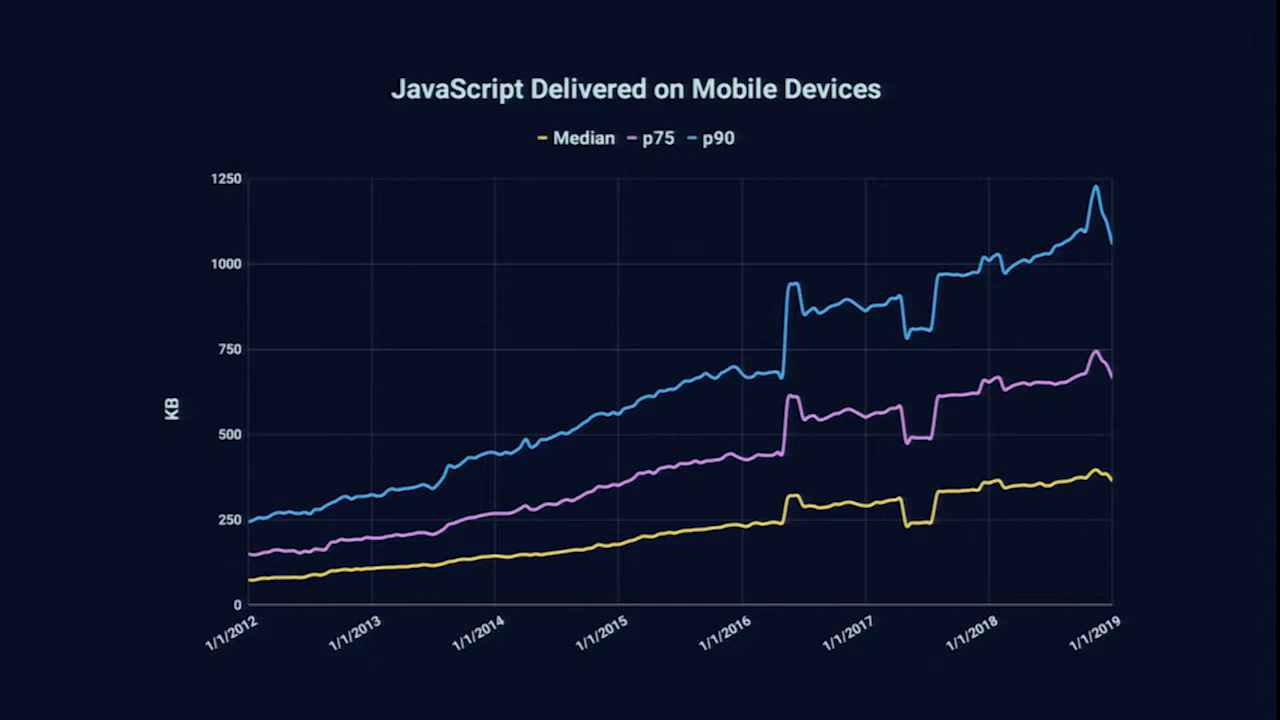 JavaScript Delivered on Mobile Devices
Median p75 p90
1250
1000
750
500
250
0
KB
1/1/2012 1/1/2013 1/1/2014 1/1/2015 1/1/2016 1/1/2017 1/1/2018 1/1/2019